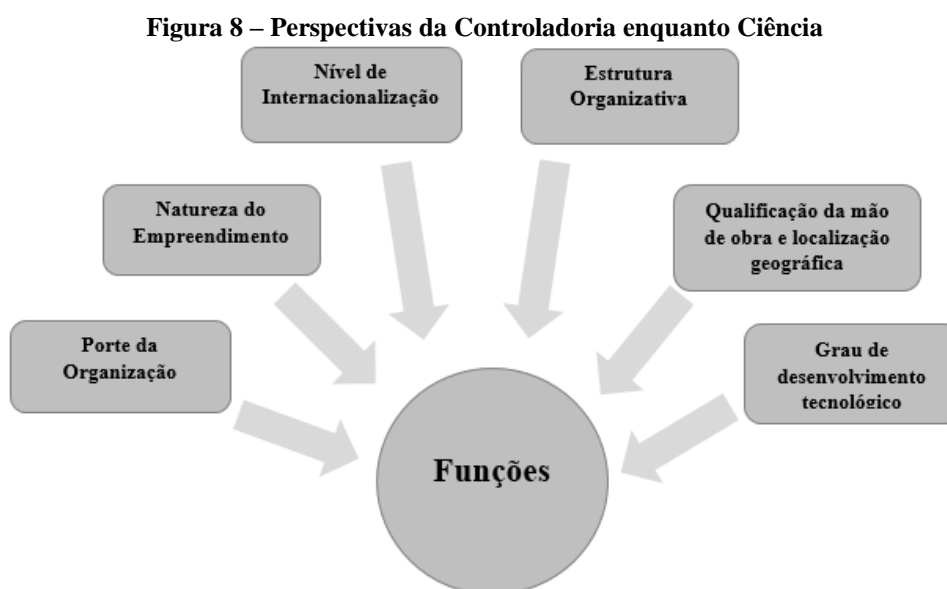 Figura 8 – Perspectivas da Controladoria enquanto Ciência
Nível de
Internacionalização
Estrutura
Organizativa
Natureza do
Empreendimento
Qualificação da mão
de obra e localização
geográfica
Porte da
Organização
Grau de
desenvolvimento
tecnológico
Funções